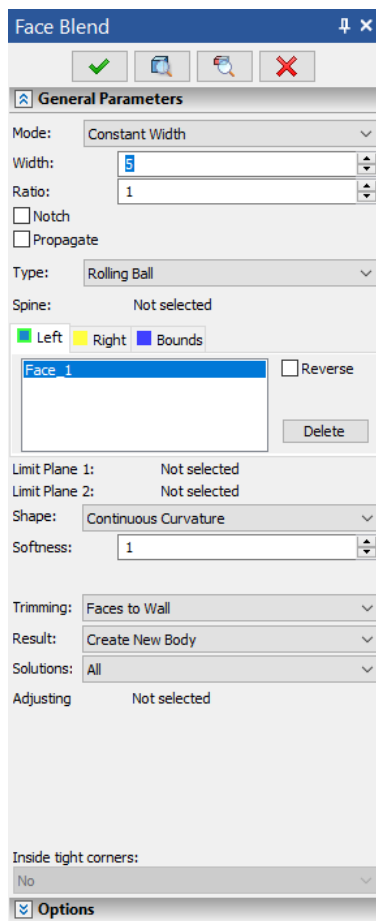 Face Blend
General Parameters
Mode: Constant Width
Width: 5
Ratio: 1
Notch
Propagate
Type: Rolling Ball
Spine: Not selected
Left Right Bounds
Face_1 Reverse
Delete
Limit Plane 1: Not selected
Limit Plane 2: Not selected
Shape: Continuous Curvature
Softness: 1
Trimming: Faces to Wall
Result: Create New Body
Solutions: All
Adjusting Not selected
Inside tight corners:
No
Options